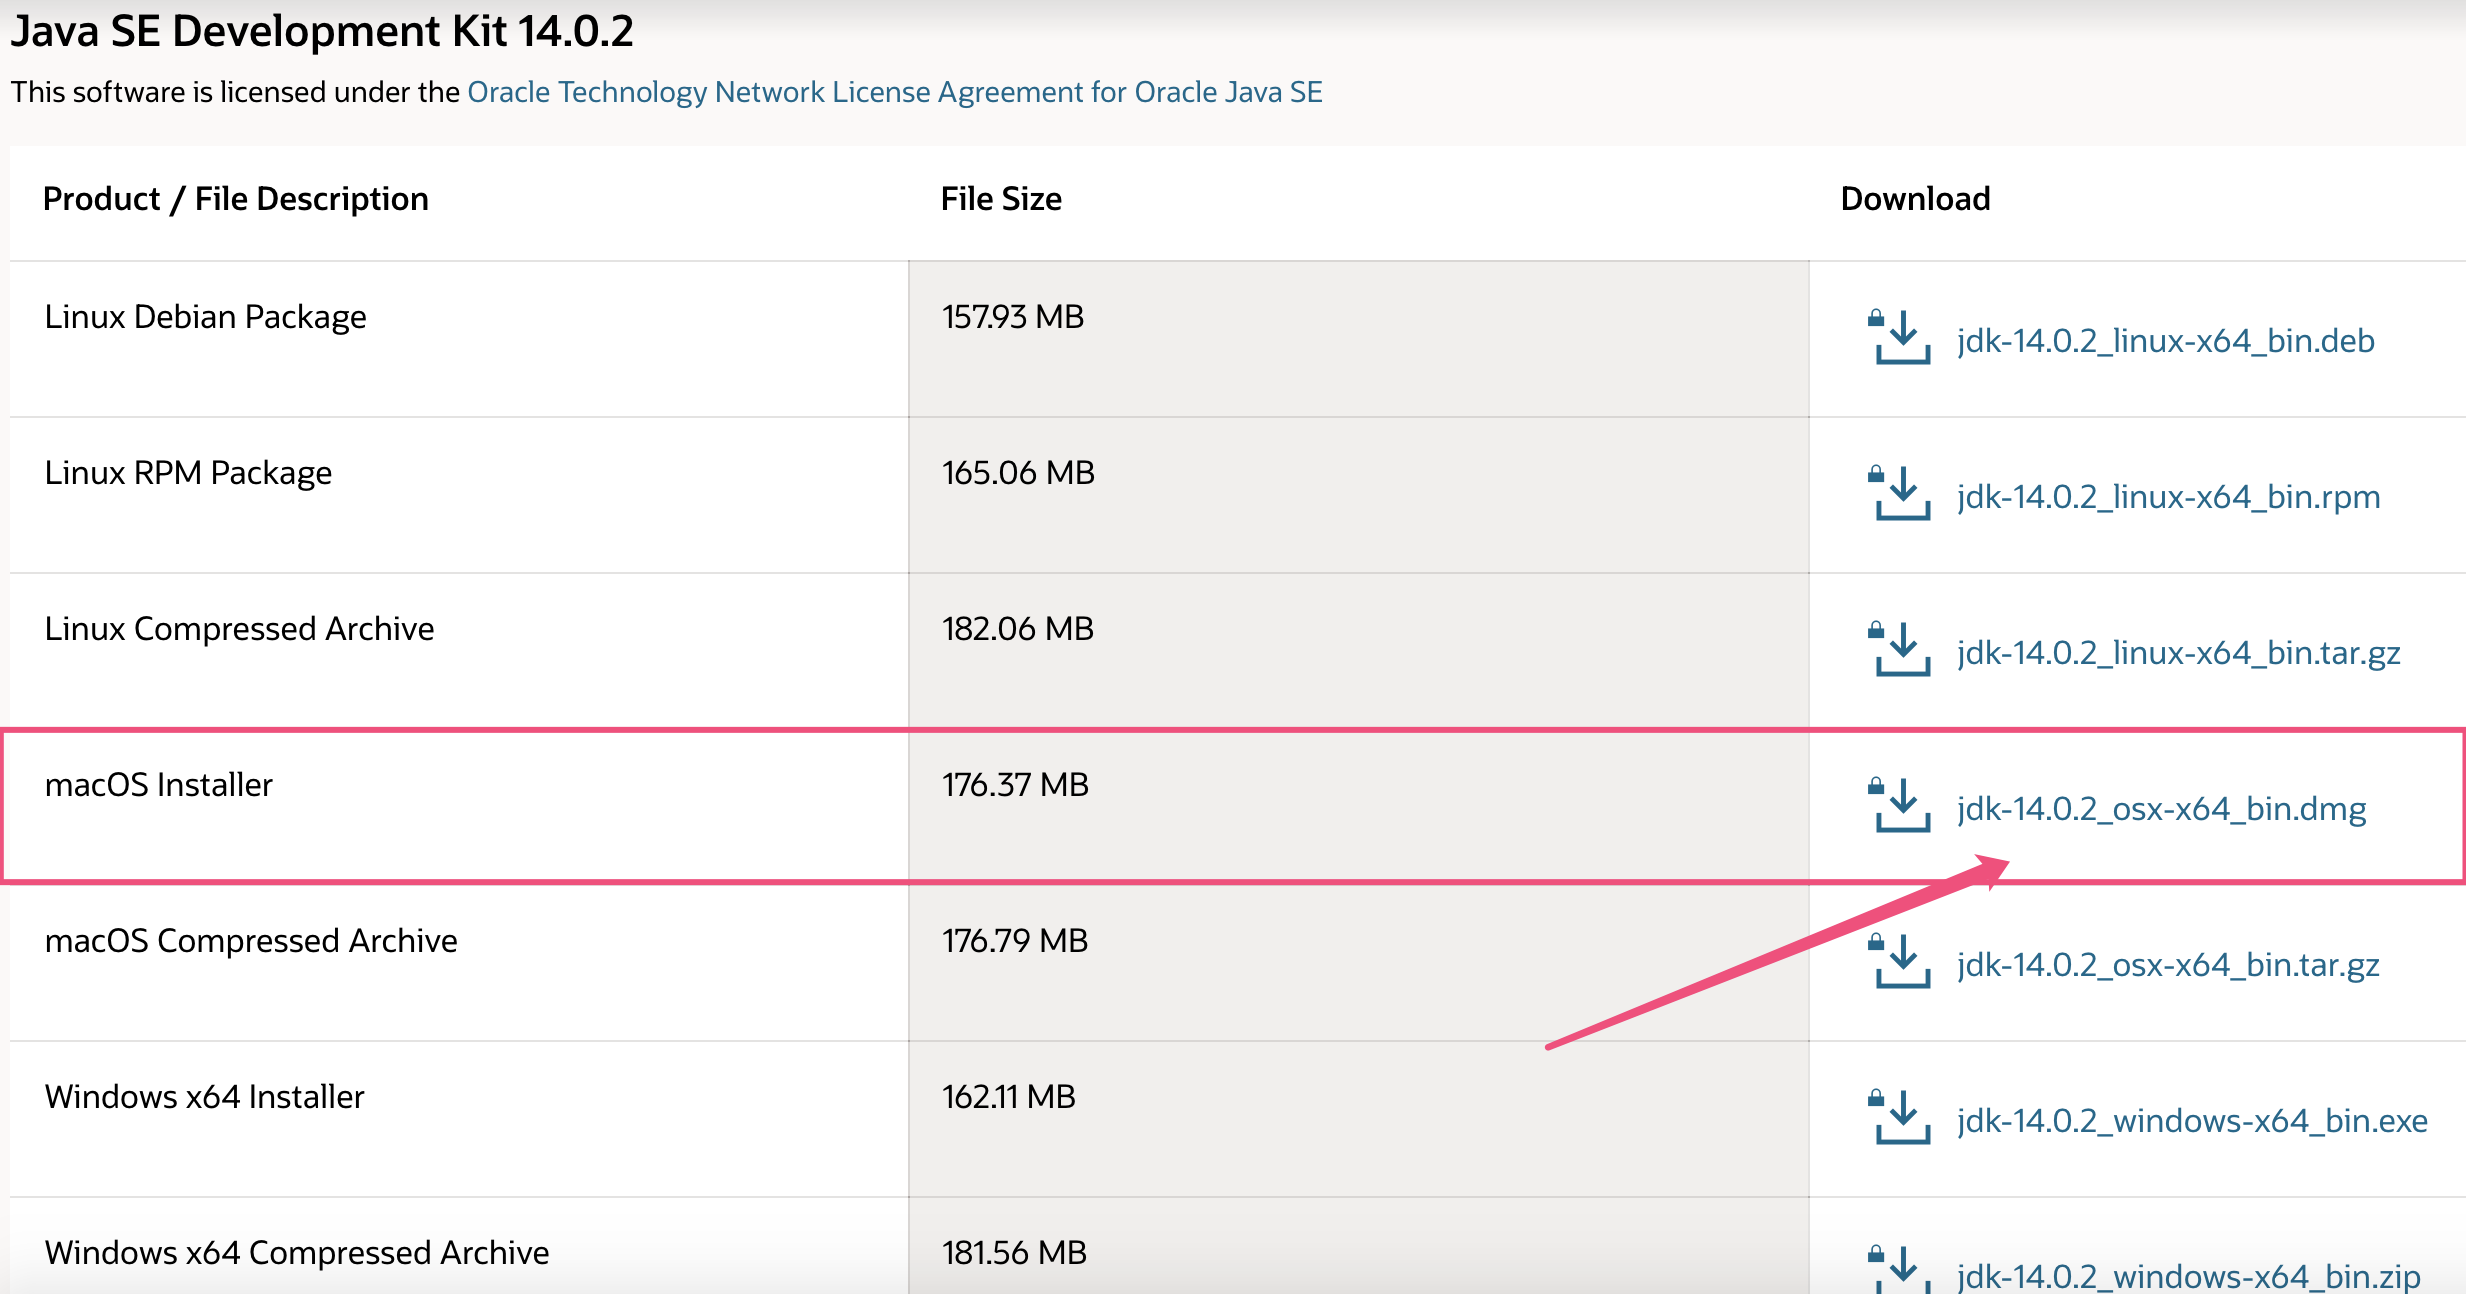 Java SE Development Kit 14.0.2
This software is licensed under the Oracle Technology Network License Agreement for Oracle Java SE
Product / File Description File Size Download
Linux Debian Package 157.93 MB jdk-14.0.2_linux-x64_bin.deb
Linux RPM Package 165.06 MB jdk-14.0.2_linux-x64_bin.rpm
Linux Compressed Archive 182.06 MB jdk-14.0.2_linux-x64_bin.tar.gz
macOS Installer 176.37 MB jdk-14.0.2_osx-x64_bin.dmg
macOS Compressed Archive 176.79 MB jdk-14.0.2_osx-x64_bin.tar.gz
Windows x64 Installer 162.11 MB jdk-14.0.2_windows-x64_bin.exe
Windows x64 Compressed Archive 181.56 MB jdk-14.0.2_windows-x64_bin.zip